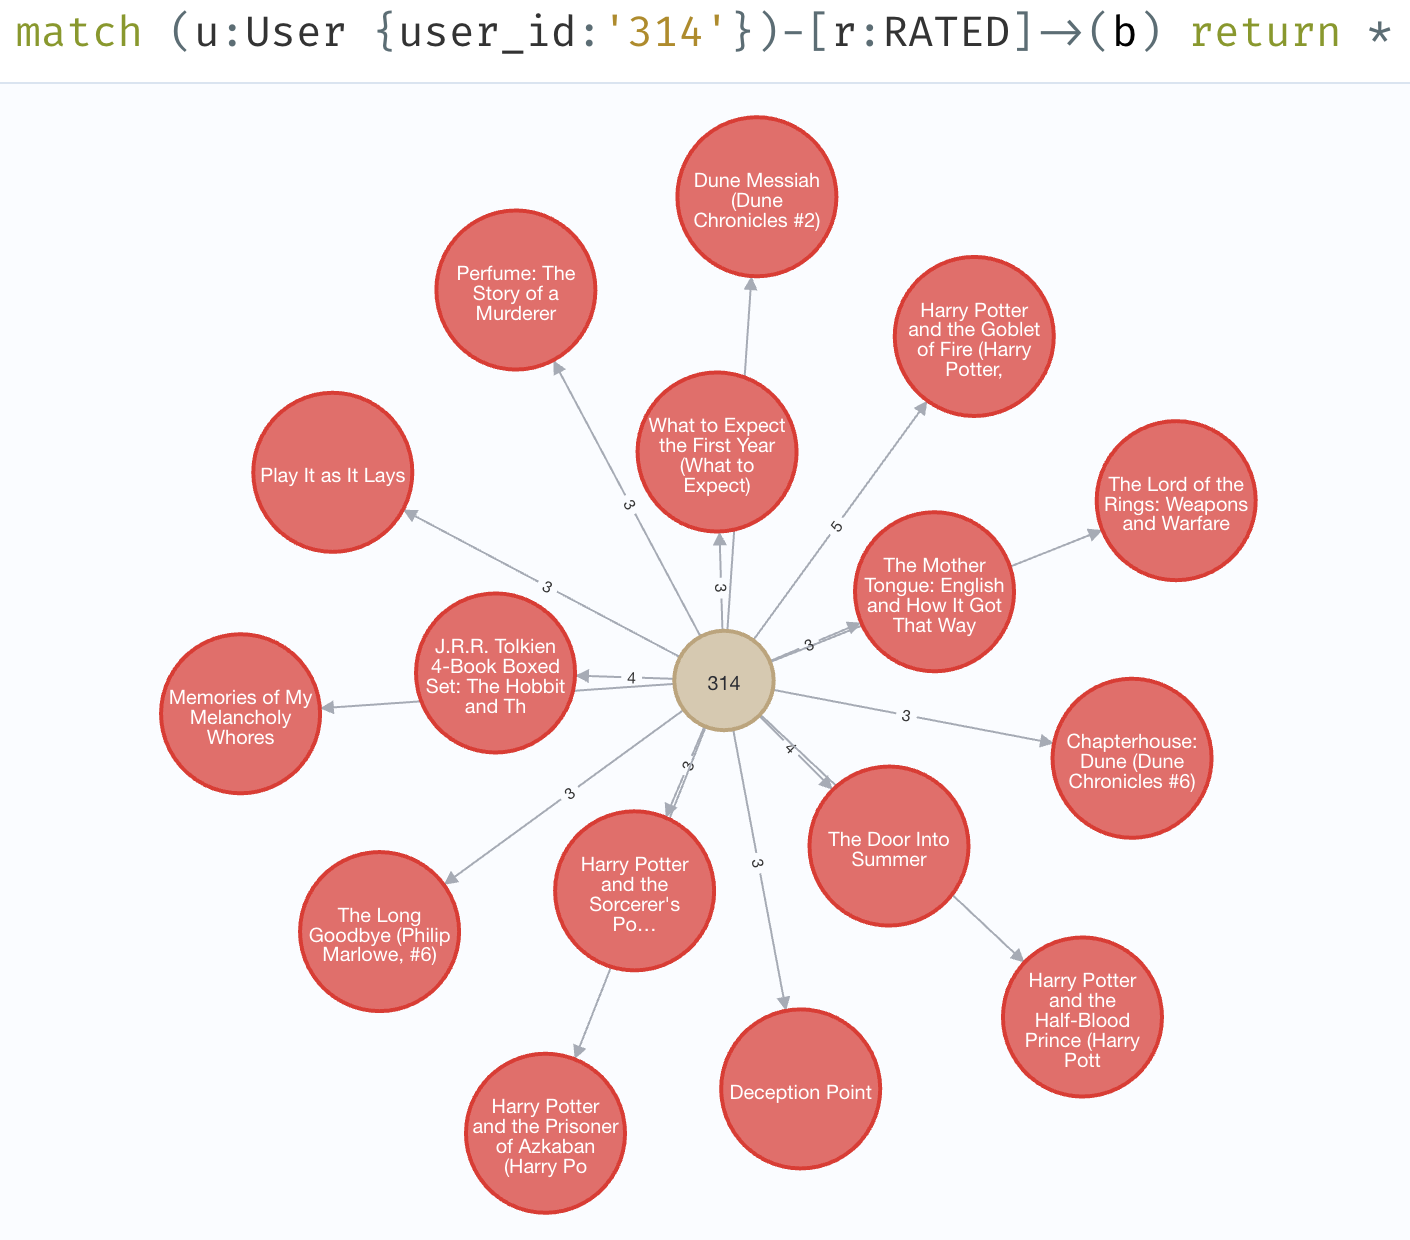 match (u:User {user_id:'314'})-[r:RATED]→(b) return *
Dune Messiah
(Dune
Chronicles #2)
Perfume: The
Story of a
Murderer
Harry Potter
and the Goblet
of Fire (Harry
Potter,
What to Expect
the First Year
(What to
Expect)
Play It as It Lays
The Lord of the
Rings: Weapons
and Warfare
3
5
The Mother
Tongue: English
and How It Got
That Way
3
3
3
J.R.R. Tolkien
4-Book Boxed
Set: The Hobbit
and Th
4
314
Memories of My
Melancholy
Whores
3
Chapterhouse:
Dune (Dune
Chronicles #6)
4
3
3
The Door Into
Summer
3
Harry Potter
and the
Sorcerer's
Po...
The Long
Goodbye (Philip
Marlowe, #6)
Harry Potter
and the
Half-Blood
Prince (Harry
Pott
Deception Point
Harry Potter
and the Prisoner
of Azkaban
(Harry Po